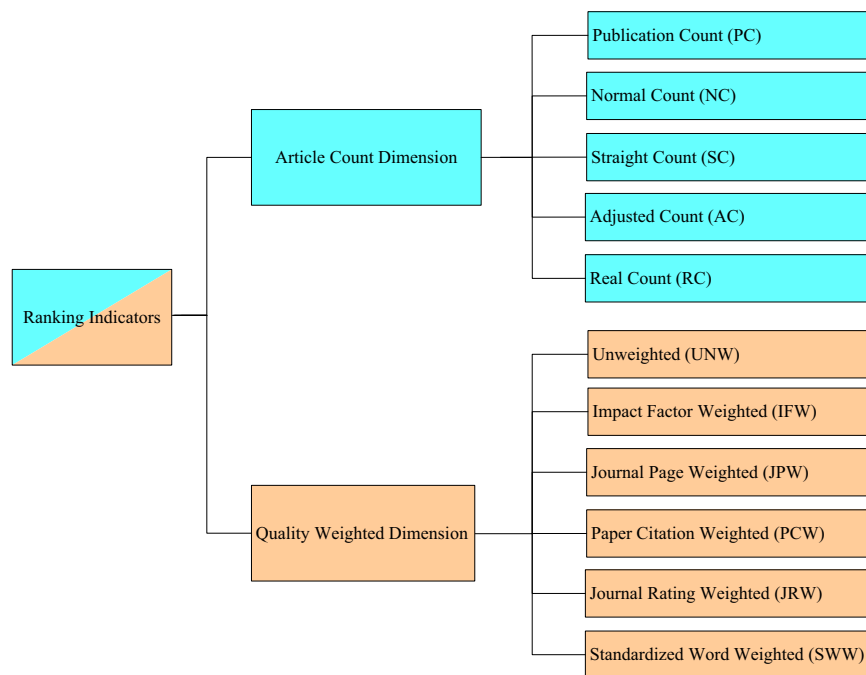 Ranking Indicators
Article Count Dimension
Publication Count (PC)
Normal Count (NC)
Straight Count (SC)
Adjusted Count (AC)
Real Count (RC)
Quality Weighted Dimension
Unweighted (UNW)
Impact Factor Weighted (IFW)
Journal Page Weighted (JPW)
Paper Citation Weighted (PCW)
Journal Rating Weighted (JRW)
Standardized Word Weighted (SWW)